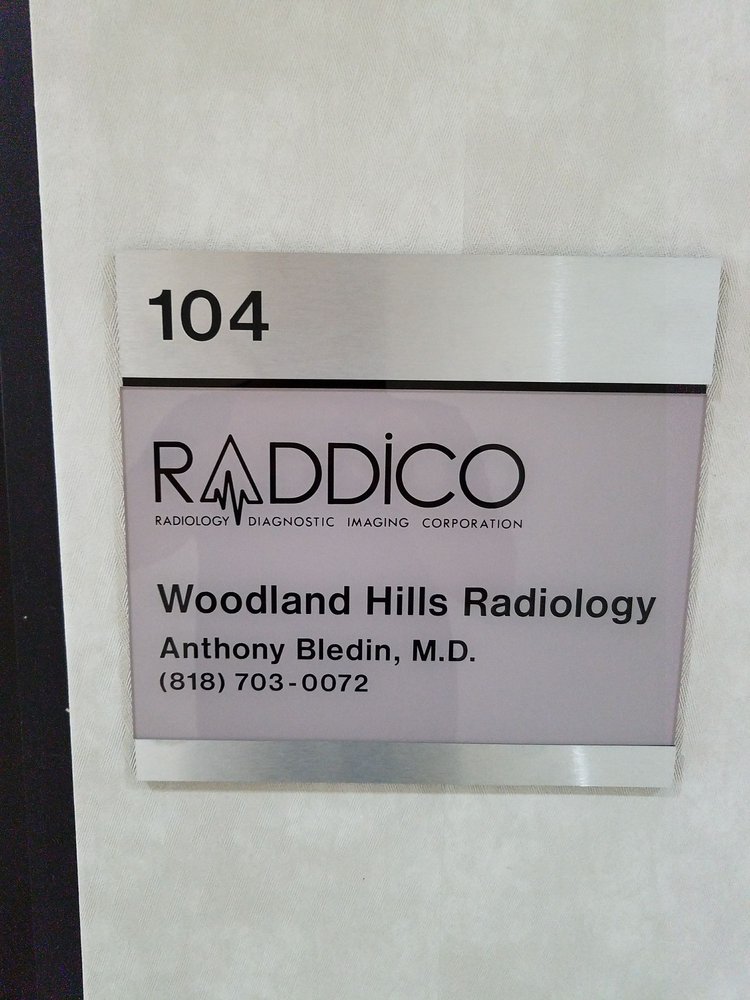 104
RADDiCO
RADIOLOGY DIAGNOSTIC IMAGING CORPORATION
Woodland Hills Radiology
Anthony Bledin, M.D.
(818) 703-0072